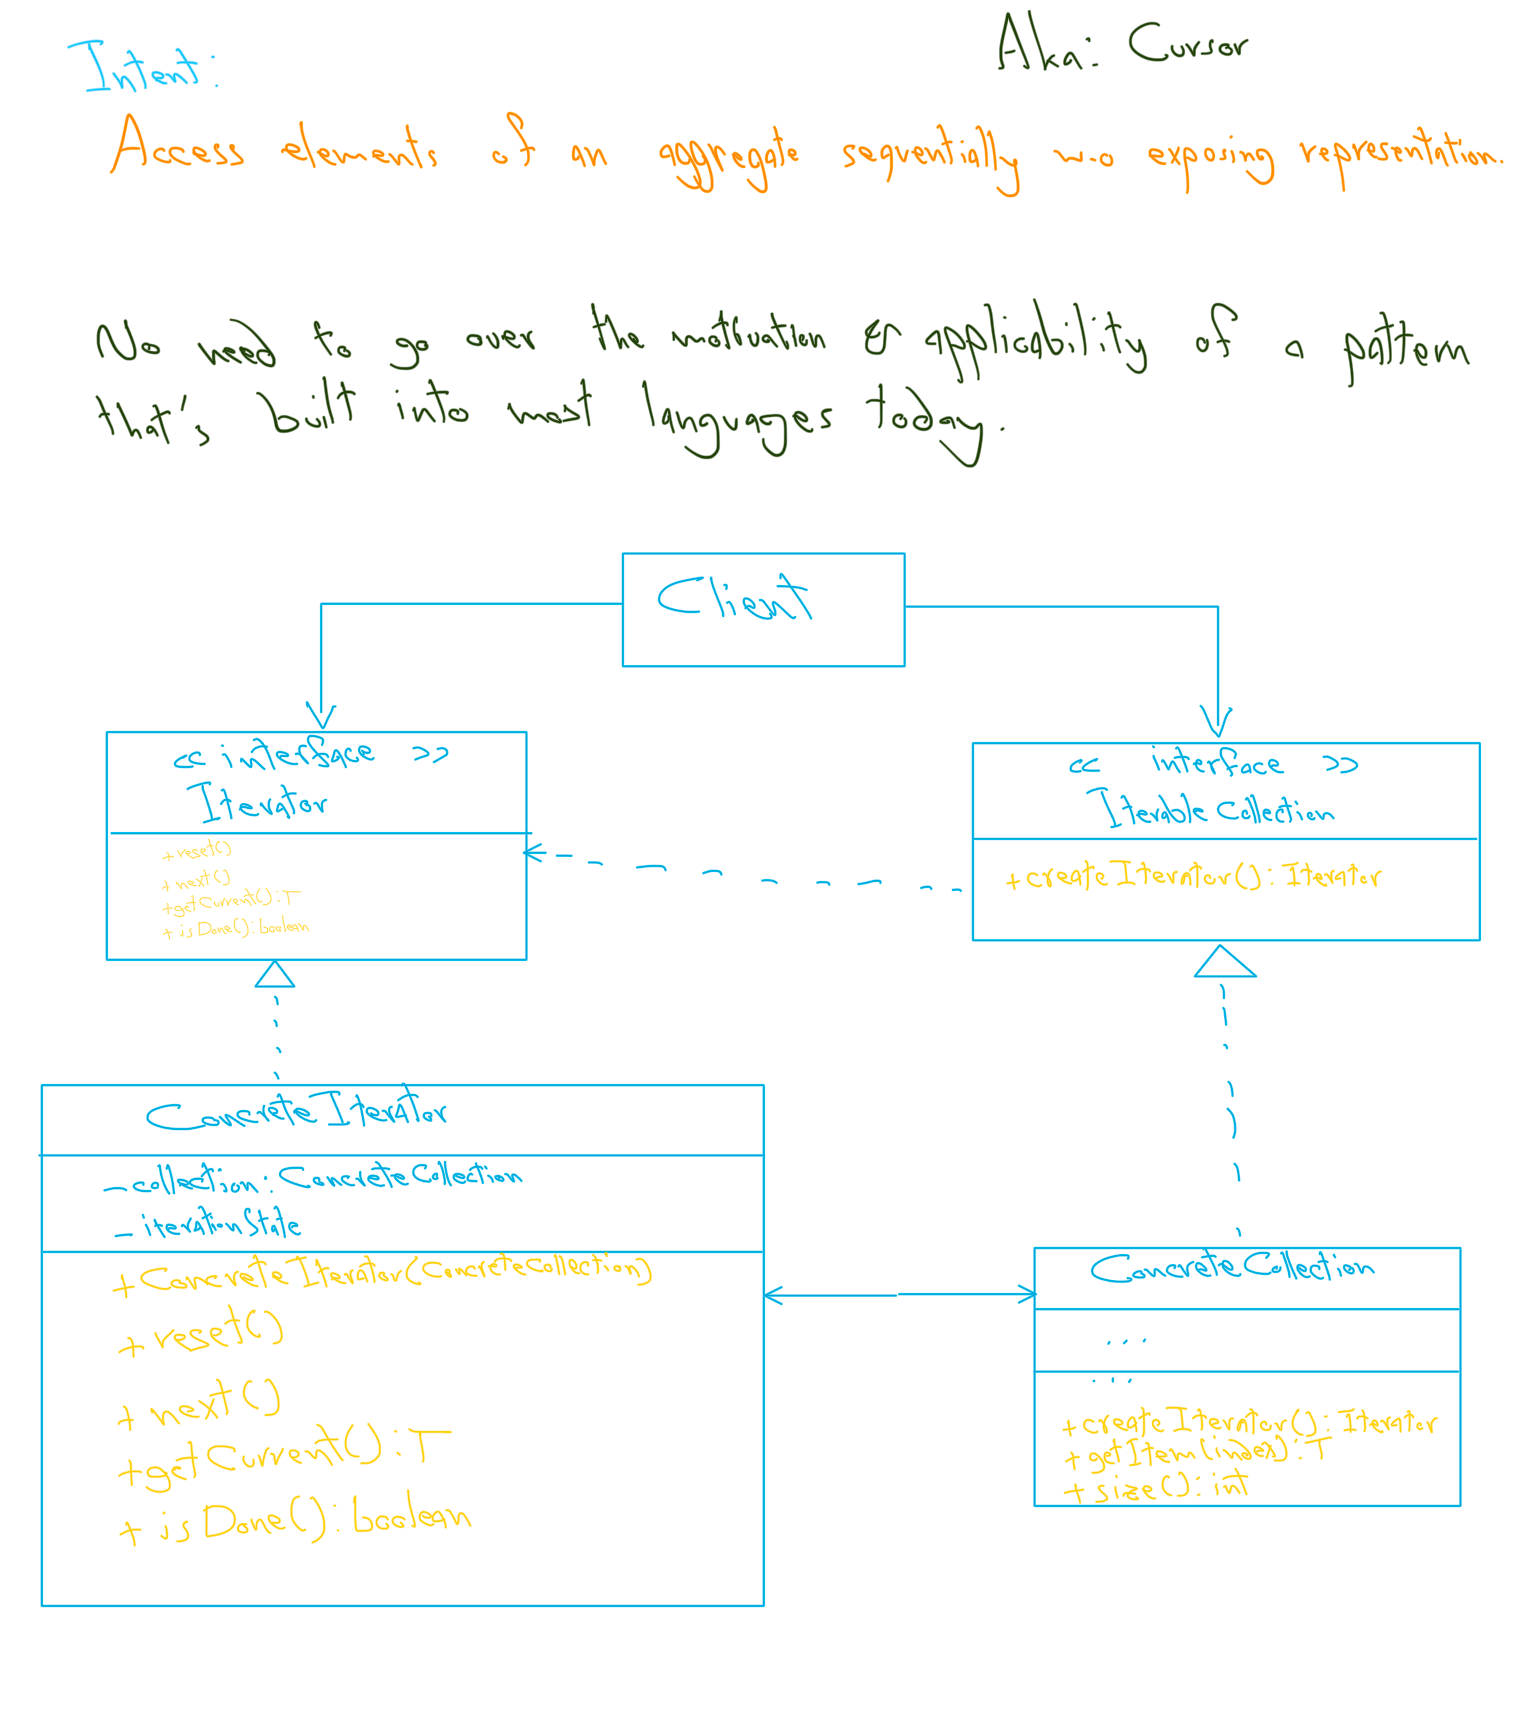 Aka: Cursor
Intent:
Access elements of an aggregate sequentially w-o exposing representation.
No need to go over the motivation & applicability of a pattern
that's built into most languages today.
Client
<< interface >>
Iterator
+ reset()
+ next()
+ getCurrent(): T
+ isDone(): boolean
<< interface >>
Iterable Collection
+ createIterator(): Iterator
ConcreteIterator
- collection: ConcreteCollection
- iterationState
+ ConcreteIterator(ConcreteCollection)
+ reset()
+ next()
+ getCurrent(): T
+ isDone(): boolean
ConcreteCollection
...
...
+ createIterator(): Iterator
+ getItem(index): T
+ size(): int